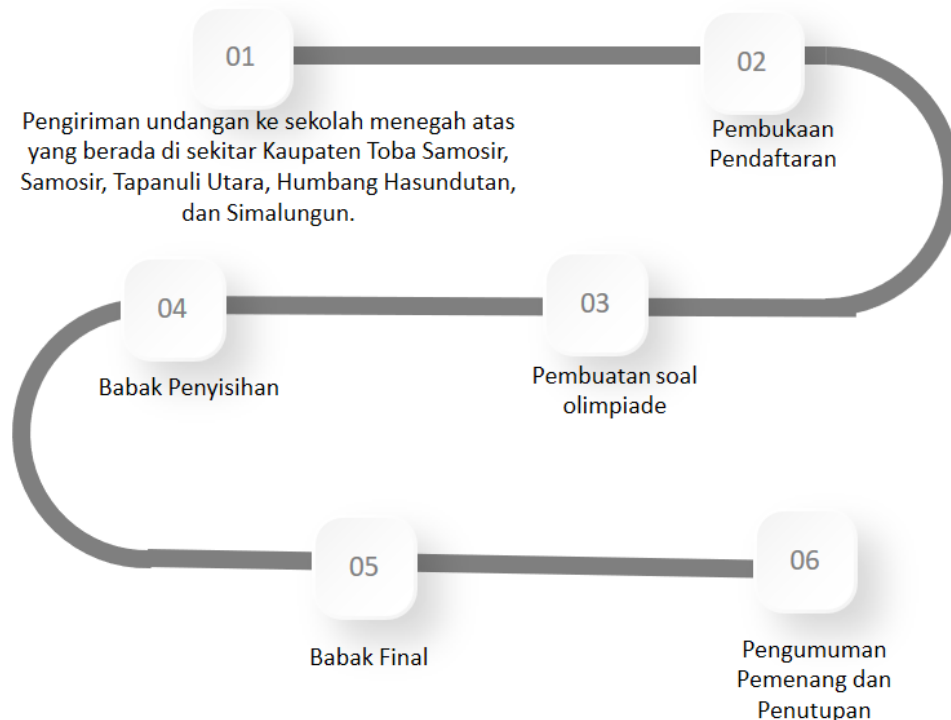 01
Pengiriman undangan ke sekolah menegah atas
yang berada di sekitar Kaupaten Toba Samosir,
Samosir, Tapanuli Utara, Humbang Hasundutan,
dan Simalungun.
02
Pembukaan
Pendaftaran
03
Pembuatan soal
olimpiade
04
Babak Penyisihan
05
Babak Final
06
Pengumuman
Pemenang dan
Penutupan